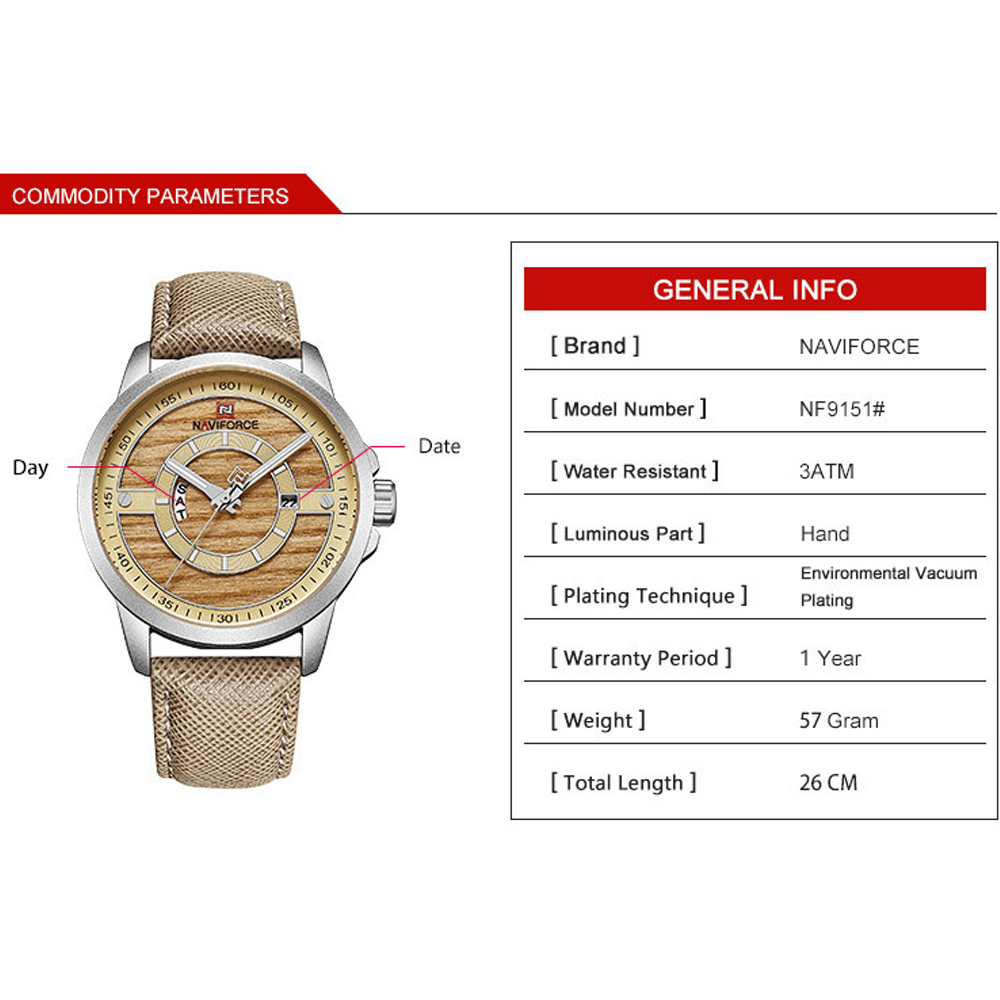 COMMODITY PARAMETERS
Day
Date
60
05
10
15
20
25
30
35
40
45
50
55
NAVIFORCE
SAT
22
GENERAL INFO
[ Brand ] NAVIFORCE
[ Model Number ] NF9151#
[ Water Resistant ] 3ATM
[ Luminous Part ] Hand
[ Plating Technique ] Environmental Vacuum
Plating
[ Warranty Period ] 1 Year
[ Weight ] 57 Gram
[ Total Length ] 26 CM